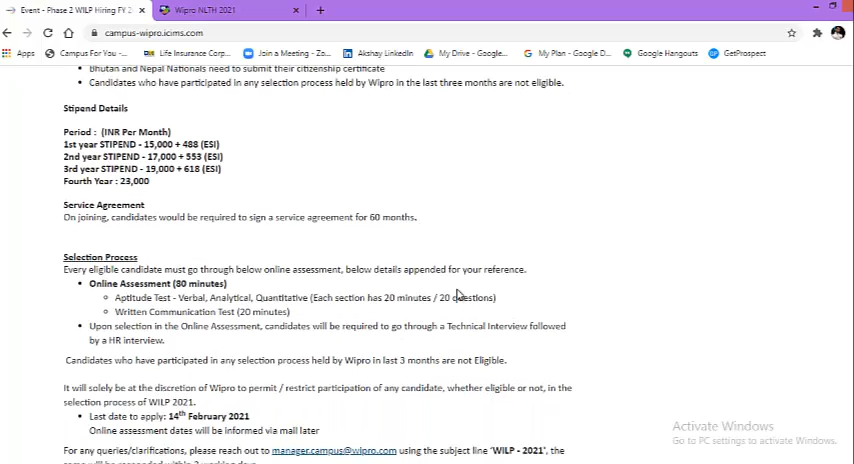 Event - Phase 2 WILP Hiring FY 2
Wipro NLTH 2021
campus-wipro.icims.com
Apps
Campus For You -...
Life Insurance Corp...
Join a Meeting - Zo...
Akshay LinkedIn
My Drive - Google...
My Plan - Google D...
Google Hangouts
GetProspect
Bhutan and Nepal Nationals need to submit their citizenship certificate
• Candidates who have participated in any selection process held by Wipro in the last three months are not eligible.
Stipend Details
Period : (INR Per Month)
1st year STIPEND - 15,000 + 488 (ESI)
2nd year STIPEND - 17,000 + 553 (ESI)
3rd year STIPEND - 19,000 + 618 (ESI)
Fourth Year : 23,000
Service Agreement
On joining, candidates would be required to sign a service agreement for 60 months.
Selection Process
Every eligible candidate must go through below online assessment, below details appended for your reference.
• Online Assessment (80 minutes)
o Aptitude Test - Verbal, Analytical, Quantitative (Each section has 20 minutes / 20 questions)
o Written Communication Test (20 minutes)
• Upon selection in the Online Assessment, candidates will be required to go through a Technical Interview followed
by a HR interview.
Candidates who have participated in any selection process held by Wipro in last 3 months are not Eligible.
It will solely be at the discretion of Wipro to permit / restrict participation of any candidate, whether eligible or not, in the
selection process of WILP 2021.
• Last date to apply: 14th February 2021
Online assessment dates will be informed via mail later
For any queries/clarifications, please reach out to manager.campus@wipro.com using the subject line 'WILP - 2021', the
same will be responded within 2 working days
Activate Windows
Go to PC settings to activate Windows.